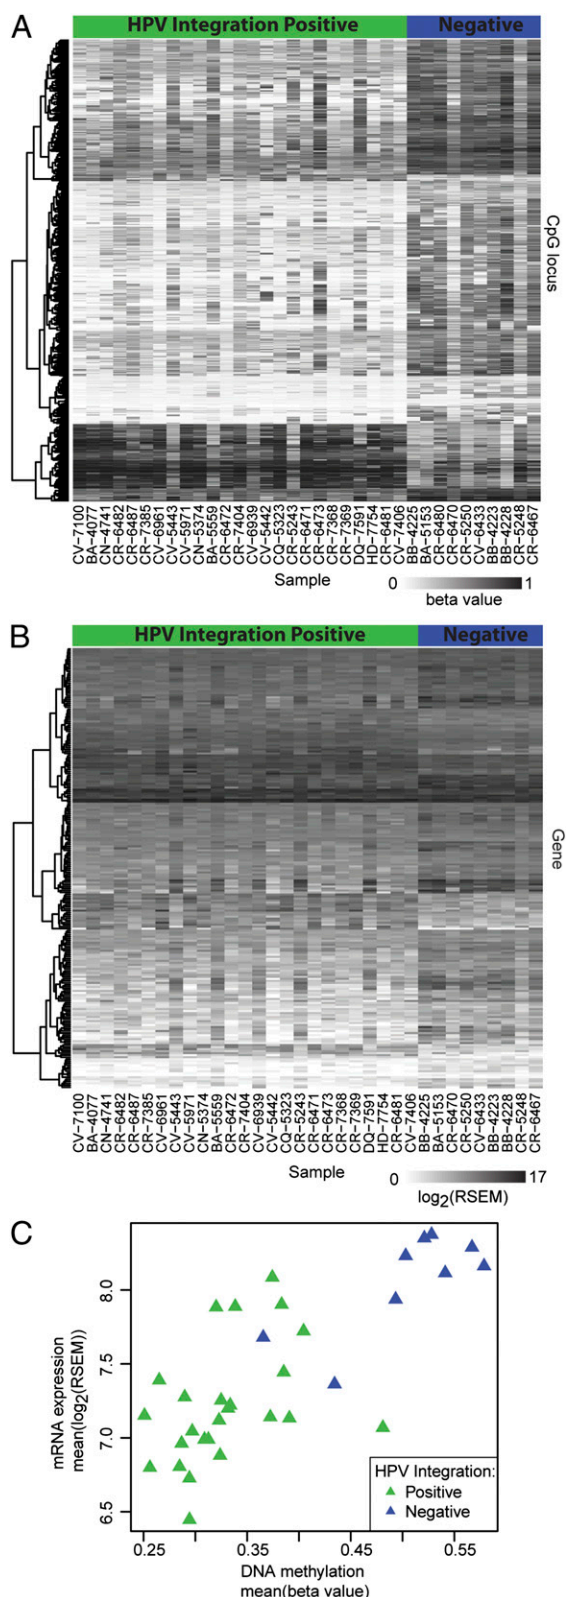 A
HPV Integration Positive
Negative
CpG locus
CV-7100
BA-4077
CN-4741
CR-6482
CR-6487
CR-7385
CV-6961
CV-5443
CV-5971
CN-5374
BA-5559
CR-6472
CR-7404
CV-6939
CV-5442
CQ-5323
CR-5243
CR-6471
CR-6473
CR-7368
CR-7369
DQ-7591
HD-7754
CR-6481
CV-7406
BB-4225
BA-5153
CR-6480
CR-6470
CR-5250
CV-6433
BB-4223
BB-4228
CR-5248
CR-6467
Sample
0
1
beta value
B
HPV Integration Positive
Negative
Gene
CV-7100
BA-4077
CN-4741
CR-6482
CR-6487
CR-7385
CV-6961
CV-5443
CV-5971
CN-5374
BA-5559
CR-6472
CR-7404
CV-6939
CV-5442
CQ-5323
CR-5243
CR-6471
CR-6473
CR-7368
CR-7369
DQ-7591
HD-7754
CR-6481
CV-7406
BB-4225
BA-5153
CR-6470
CR-5250
CV-6433
BB-4223
BB-4228
CR-5248
CR-6467
Sample
0
17
log₂(RSEM)
C
mRNA expression
mean(log₂(RSEM))
8.0
7.5
7.0
6.5
HPV Integration:
Positive
Negative
0.25
0.35
0.45
0.55
DNA methylation
mean(beta value)